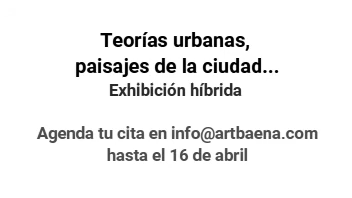 Teorías urbanas,
paisajes de la ciudad...
Exhibición híbrida
Agenda tu cita en info@artbaena.com
hasta el 16 de abril